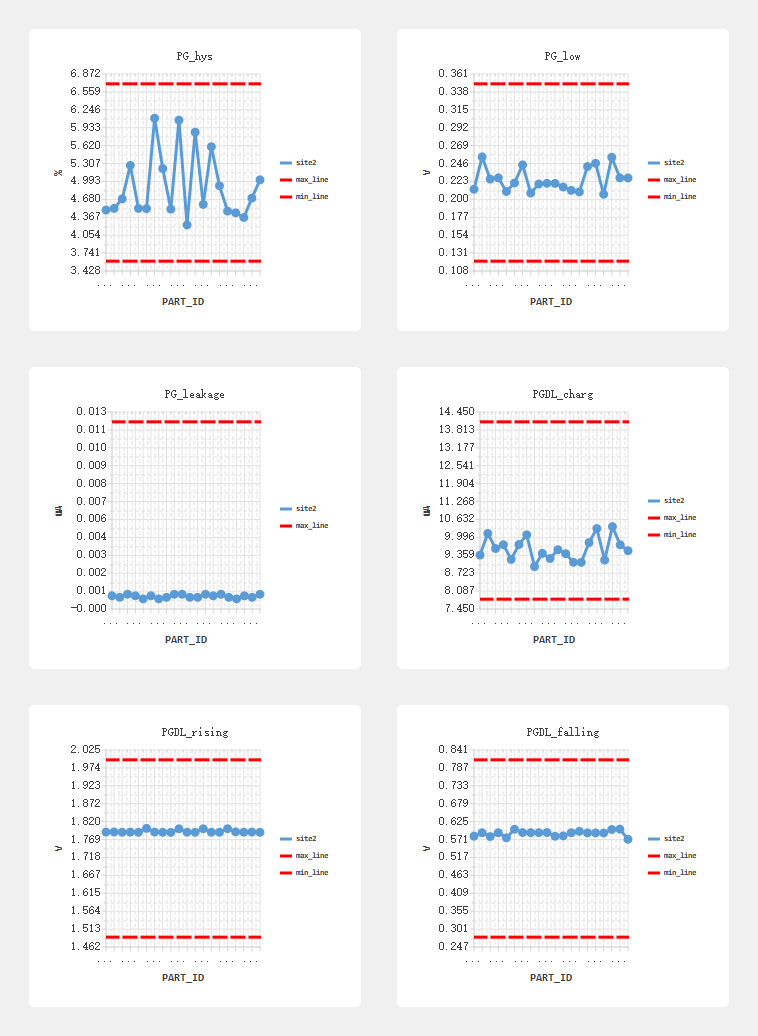 PG_hys
6.872
6.559
6.246
5.933
5.620
5.307
4.993
4.680
4.367
4.054
3.741
3.428
%
site2
max_line
min_line
... ... ... ... ... ... ...
PART_ID
PG_low
0.361
0.338
0.315
0.292
0.269
0.246
0.223
0.200
0.177
0.154
0.131
0.108
A
site2
max_line
min_line
... ... ... ... ... ... ...
PART_ID
PG_leakage
0.013
0.011
0.010
0.009
0.008
0.007
0.006
0.004
0.003
0.002
0.001
-0.000
site2
max_line
... ... ... ... ... ... ...
PART_ID
PGDL_charg
14.450
13.813
13.177
12.541
11.904
11.268
10.632
9.996
9.359
8.723
8.087
7.450
site2
max_line
min_line
... ... ... ... ... ... ...
PART_ID
PGDL_rising
2.025
1.974
1.923
1.872
1.820
1.769
1.718
1.667
1.615
1.564
1.513
1.462
A
site2
max_line
min_line
... ... ... ... ... ... ...
PART_ID
PGDL_falling
0.841
0.787
0.733
0.679
0.625
0.571
0.517
0.463
0.409
0.355
0.301
0.247
A
site2
max_line
min_line
... ... ... ... ... ... ...
PART_ID